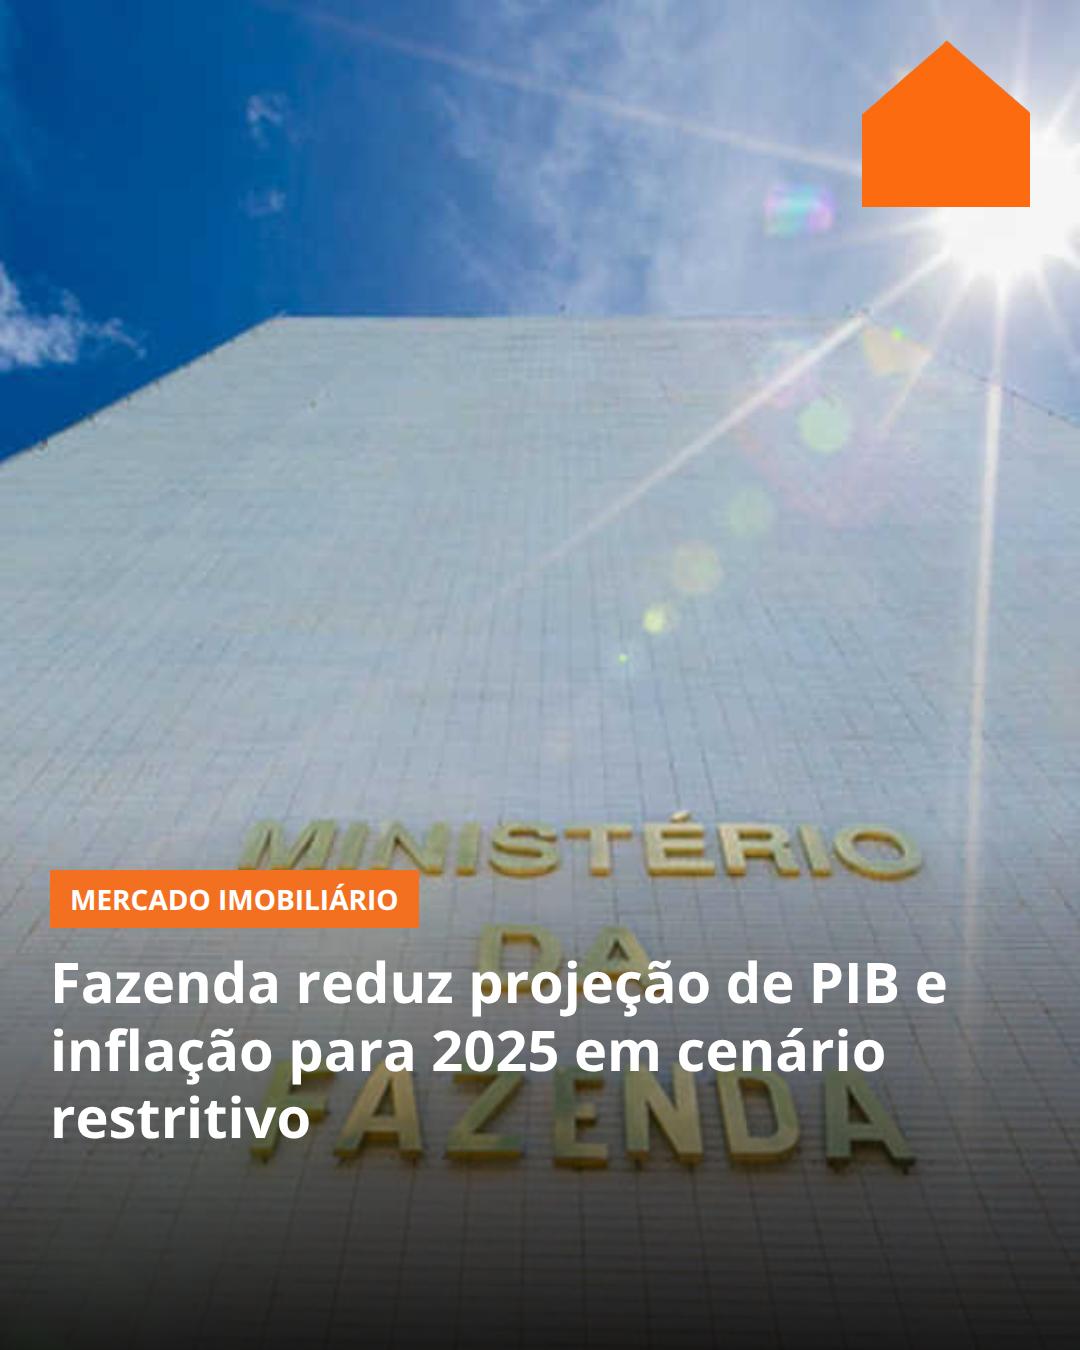 MINISTÉRIO
MERCADO IMOBILIÁRIO
DA
Fazenda reduz projeção de PIB e
inflação para 2025 em cenário
FAZENDA
restritivo